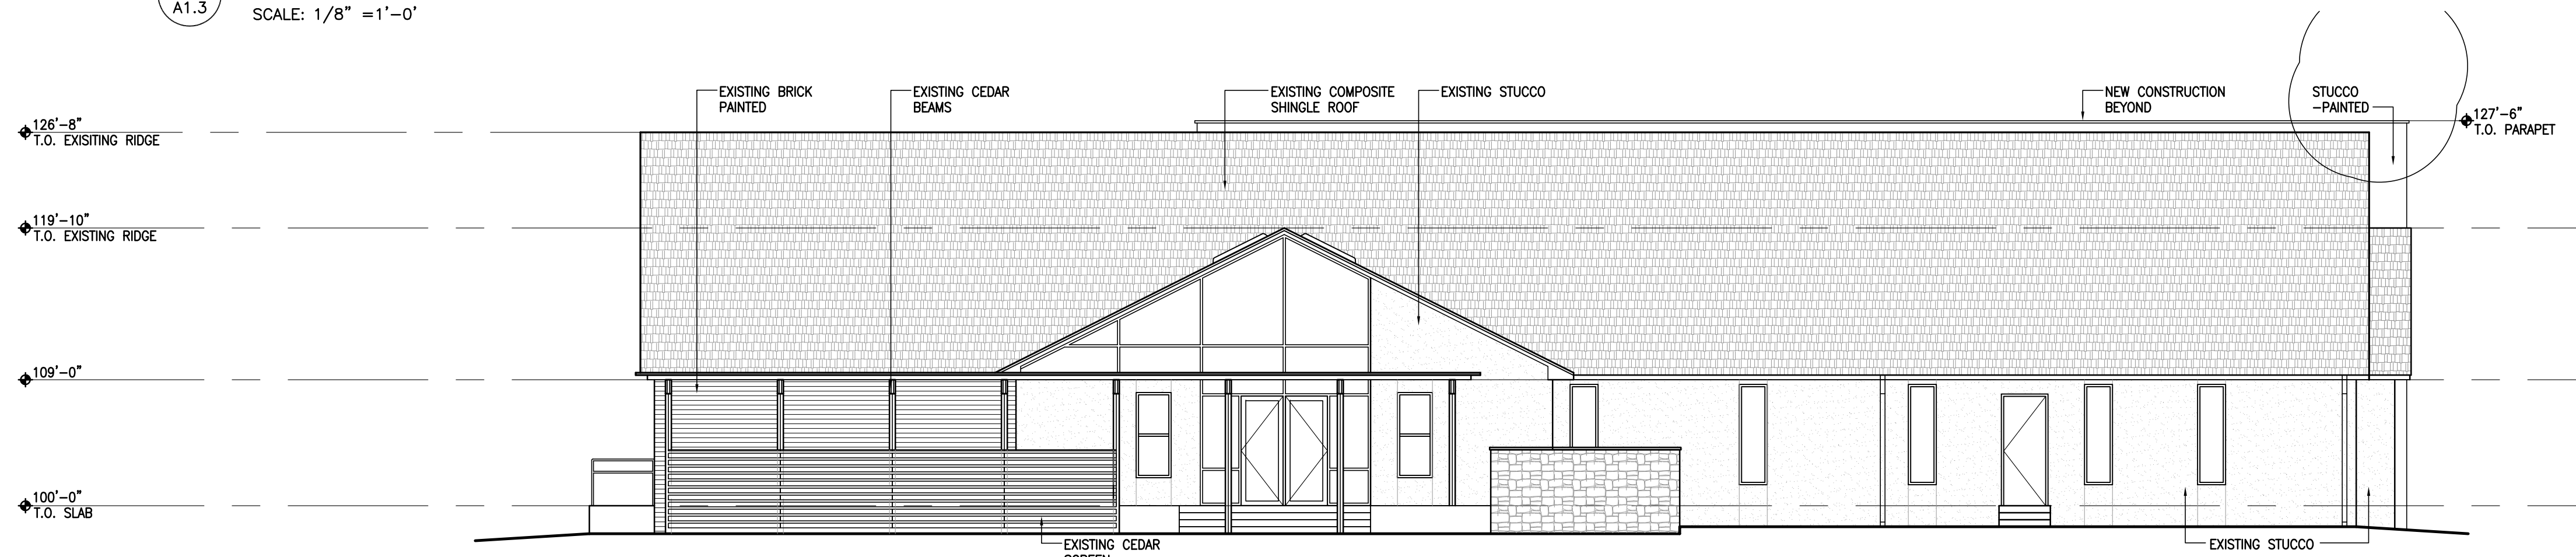 A1.3
SCALE: 1/8" =1'-0'
EXISTING BRICK
PAINTED
EXISTING CEDAR
BEAMS
EXISTING COMPOSITE
SHINGLE ROOF
EXISTING STUCCO
NEW CONSTRUCTION
BEYOND
STUCCO
-PAINTED
126'-8"
T.O. EXISITING RIDGE
127'-6"
T.O. PARAPET
119'-10"
T.O. EXISTING RIDGE
109'-0"
100'-0"
T.O. SLAB
EXISTING CEDAR
EXISTING STUCCO